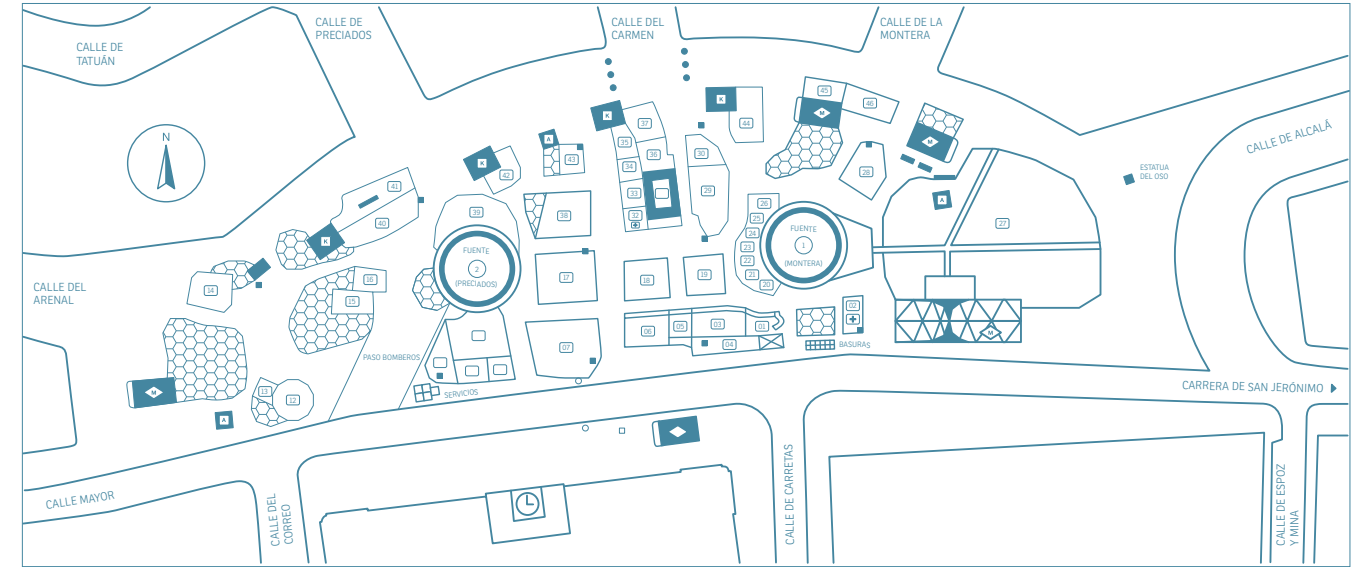 CALLE DE
TATUÁN
CALLE DE
PRECIADOS
CALLE DEL
CARMEN
CALLE DE LA
MONTERA
N
K
44
45
46
M
M
K
37
35
36
34
33
32
30
29
28
A
43
K
42
41
40
K
39
38
ESTATUA
DEL OSO
CALLE DE ALCALÁ
A
27
26
25
24
23
22
21
20
FUENTE
1
(MONTERA)
FUENTE
2
(PRECIADOS)
CALLE DEL
ARENAL
14
16
15
17
18
19
06
05
03
01
04
02
BASURAS
M
07
PASO BOMBEROS
SERVICIOS
M
13
12
A
CARRERA DE SAN JERÓNIMO
CALLE MAYOR
CALLE DEL
CORREO
CALLE DE CARRETAS
CALLE DE ESPOZ
Y MINA